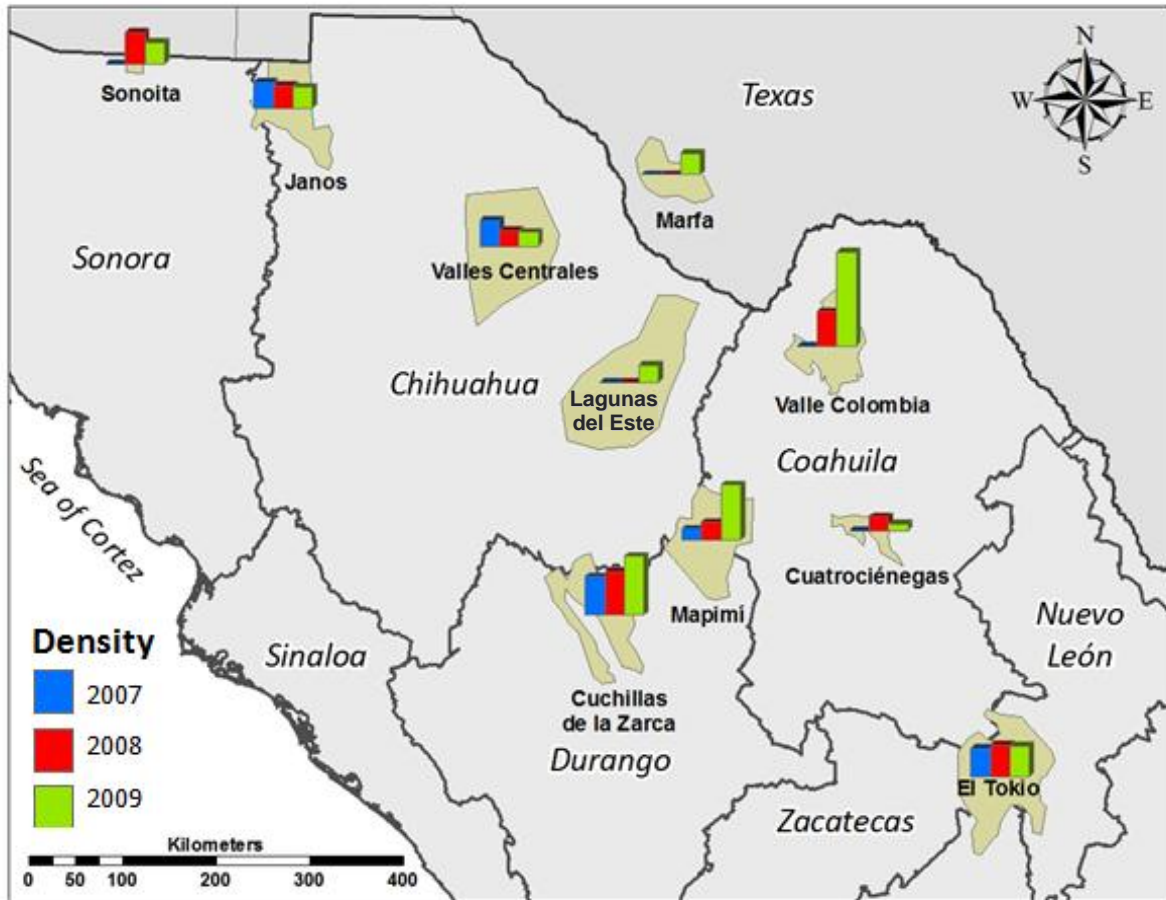 N
W E
S
Sonoita
Texas
Janos
Marfa
Sonora
Valles Centrales
Chihuahua
Lagunas
del Este
Valle Colombia
Coahuila
Sea of Cortez
Cuatrociénegas
Mapimí
Nuevo
León
Sinaloa
Cuchillas
de la Zarca
Durango
El Tokio
Zacatecas
Density
2007
2008
2009
Kilometers
0 50 100 200 300 400